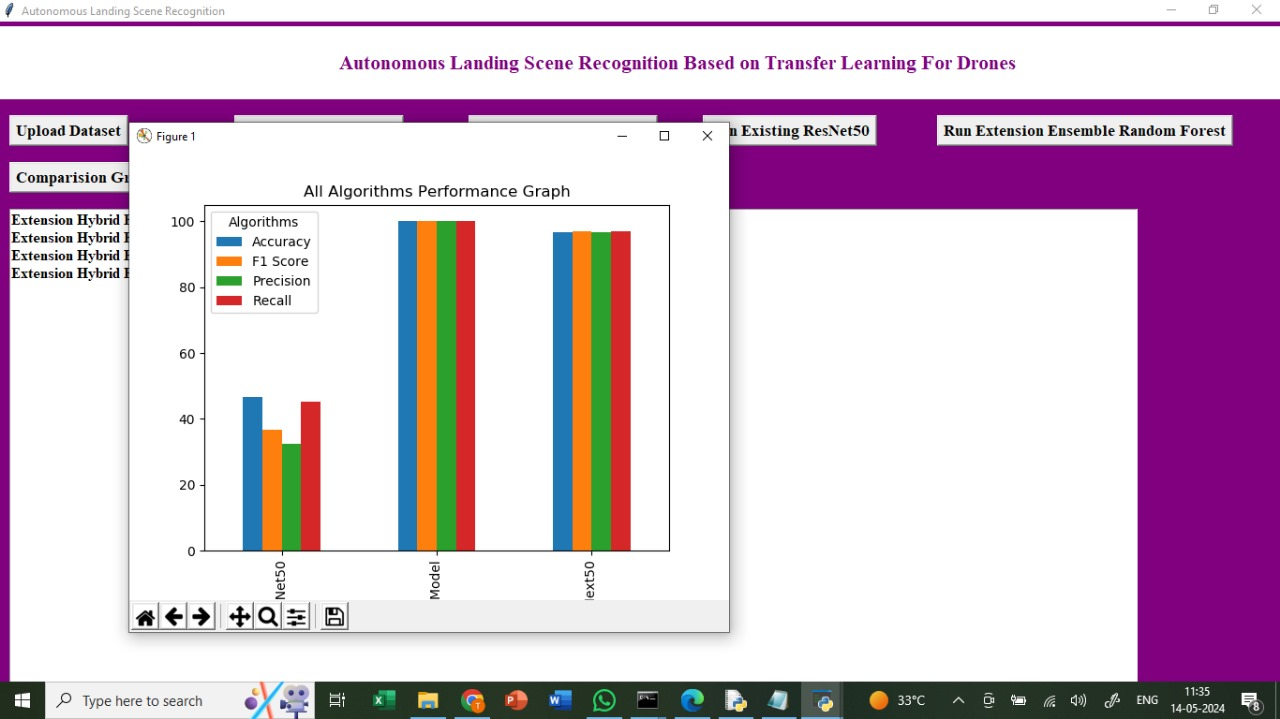 Autonomous Landing Scene Recognition
Autonomous Landing Scene Recognition Based on Transfer Learning For Drones
Upload Dataset
Existing ResNet50
Run Extension Ensemble Random Forest
Comparision
Figure 1
Extension Hybrid
Extension Hybrid
Extension Hybrid
Extension Hybrid
All Algorithms Performance Graph
Algorithms
Accuracy
F1 Score
Precision
Recall
100
80
60
40
20
0
Net50
Model
ext50
Type here to search
33°C
ENG
11:35
14-05-2024
8